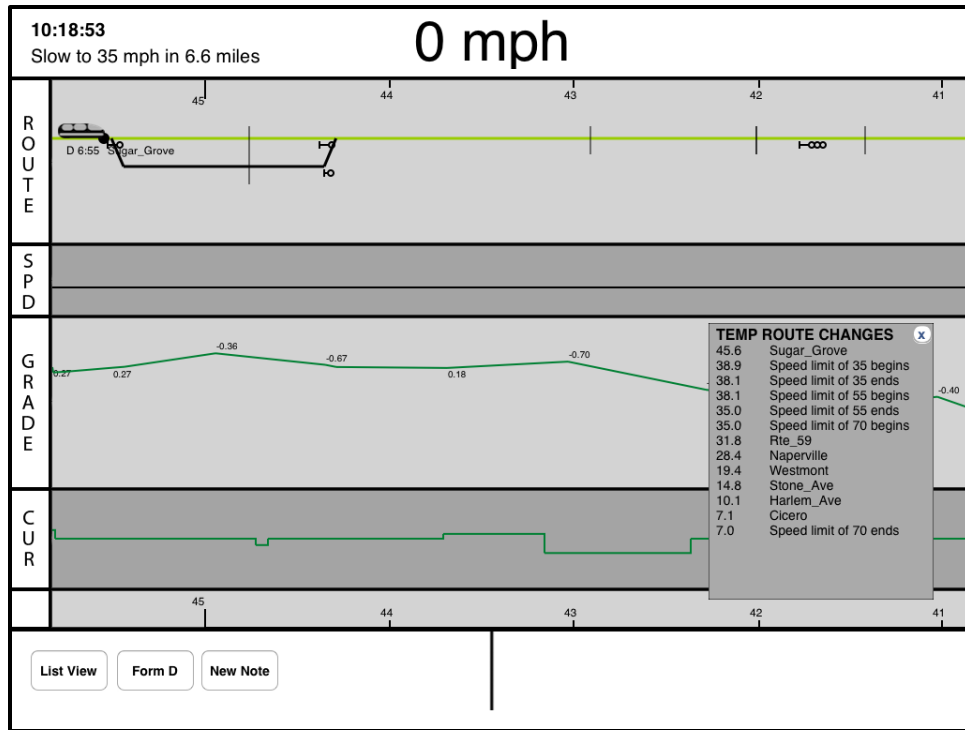 10:18:53
Slow to 35 mph in 6.6 miles
0 mph
ROUTE
45
44
43
42
41
D 6:55 Sugar_Grove
SPD
GRADE
0.27
0.27
-0.36
-0.67
0.18
-0.70
-0.40
TEMP ROUTE CHANGES
x
45.6 Sugar_Grove
38.9 Speed limit of 35 begins
38.1 Speed limit of 35 ends
38.1 Speed limit of 55 begins
35.0 Speed limit of 55 ends
35.0 Speed limit of 70 begins
31.8 Rte_59
28.4 Naperville
19.4 Westmont
14.8 Stone_Ave
10.1 Harlem_Ave
7.1 Cicero
7.0 Speed limit of 70 ends
CUR
45
44
43
42
41
List View
Form D
New Note